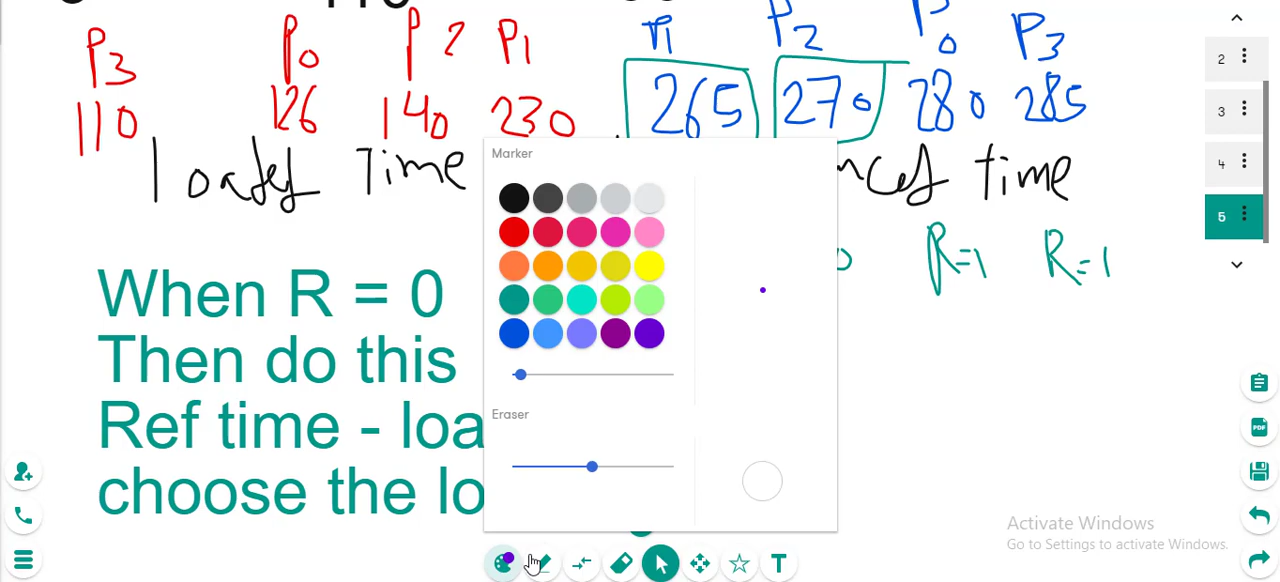 P3 P0 P2 P1 P1 P2 P3
110 126 140 230 265 270 280 285
loaded Time time
R=1 R=1
When R = 0
Then do this
Ref time - loa
choose the lo
Marker
Eraser
2
3
4
5
PDF
T
Activate Windows
Go to Settings to activate Windows.